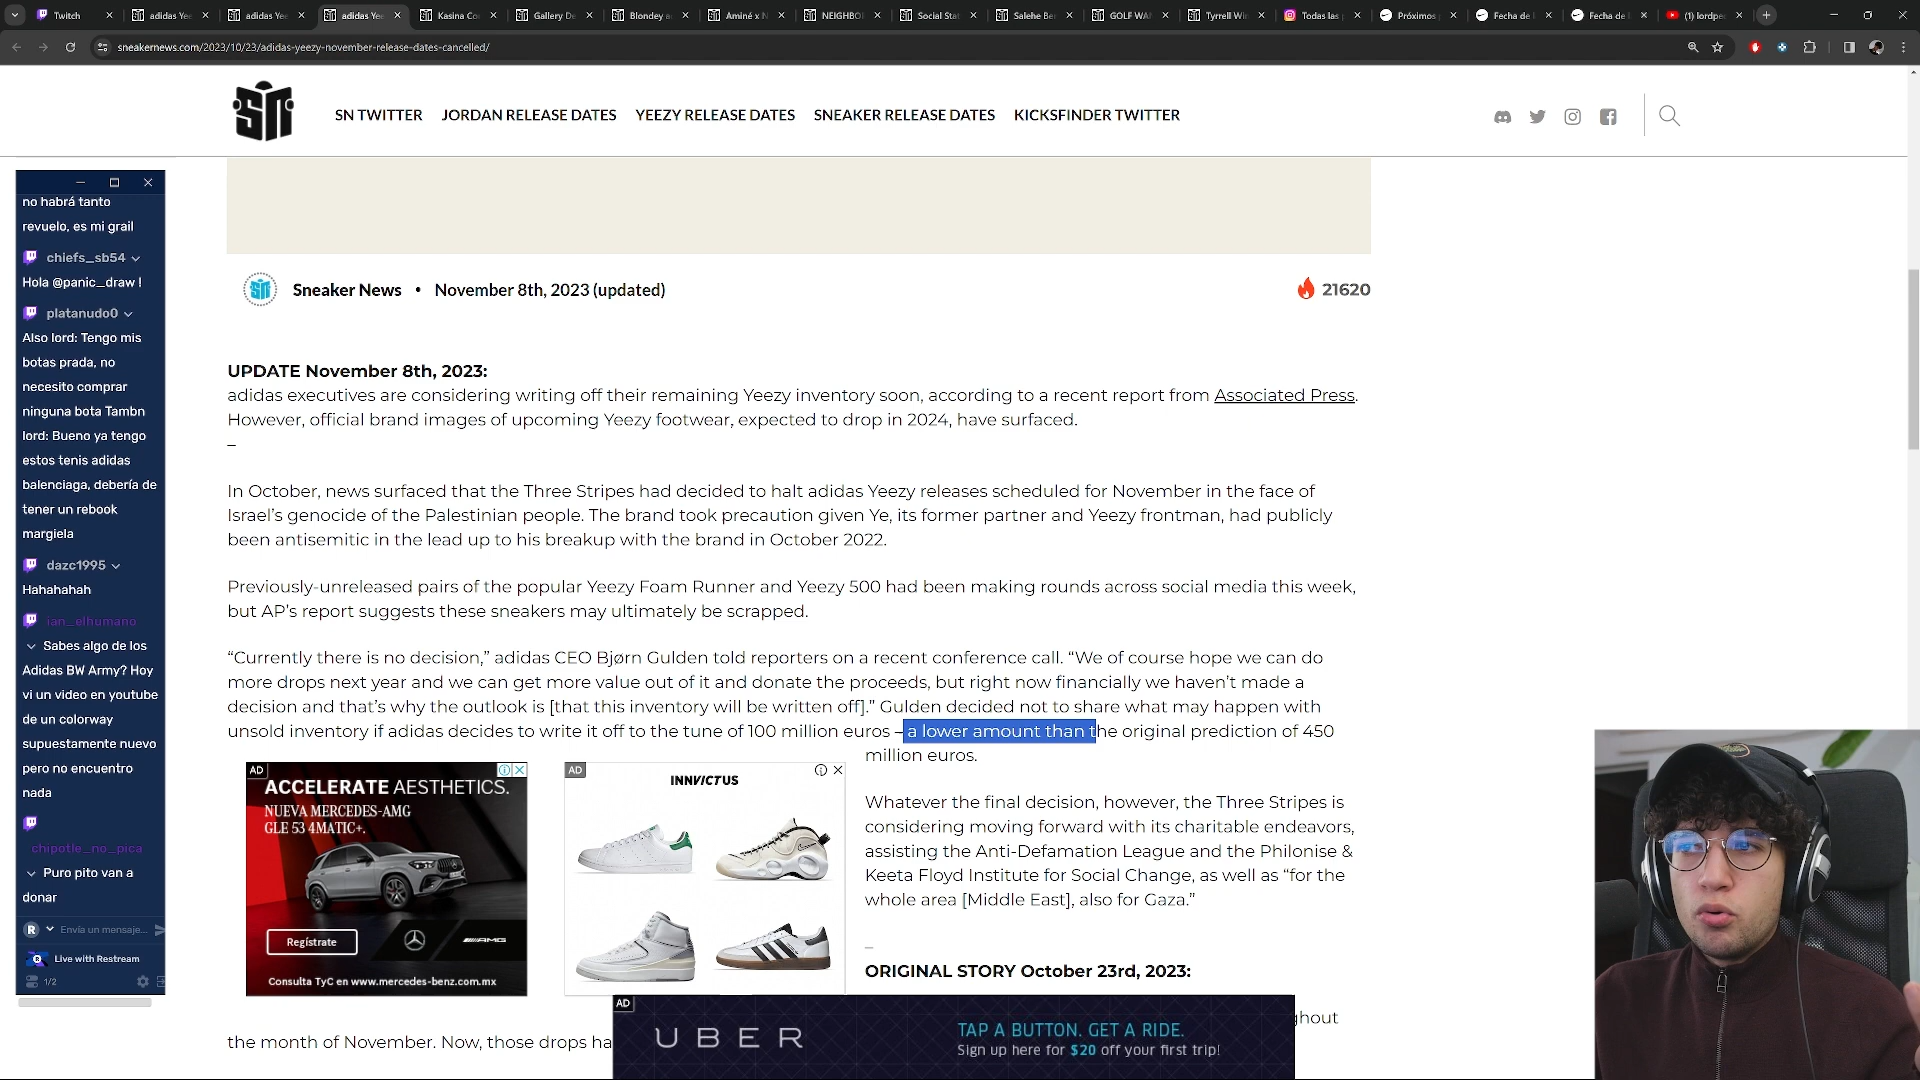 Twitch
adidas Yee
adidas Yee
adidas Yee
Kasina Co
Gallery De
Blondey a
Aminé x N
NEIGHBO
Social Stat
Salehe Be
GOLF WA
Tyrrell Wi
Todas las
Próximos
Fecha de
Fecha de
(1) lordpe
sneakernews.com/2023/10/23/adidas-yeezy-november-release-dates-cancelled/
SN
SN TWITTER
JORDAN RELEASE DATES
YEEZY RELEASE DATES
SNEAKER RELEASE DATES
KICKSFINDER TWITTER
no habrá tanto
revuelo, es mi grail
chiefs_sb54
Hola @panic_draw !
platanudo0
Also lord: Tengo mis
botas prada, no
necesito comprar
ninguna bota Tambn
lord: Bueno ya tengo
estos tenis adidas
balenciaga, debería de
tener un rebook
margiela
dazc1995
Hahahahah
ian_elhumano
Sabes algo de los
Adidas BW Army? Hoy
vi un video en youtube
de un colorway
supuestamente nuevo
pero no encuentro
nada
chipotle_no_pica
Puro pito van a
donar
R
Envía un mensaje...
Live with Restream
1/2
Sneaker News • November 8th, 2023 (updated)
21620
UPDATE November 8th, 2023:
adidas executives are considering writing off their remaining Yeezy inventory soon, according to a recent report from Associated Press.
However, official brand images of upcoming Yeezy footwear, expected to drop in 2024, have surfaced.
–
In October, news surfaced that the Three Stripes had decided to halt adidas Yeezy releases scheduled for November in the face of
Israel’s genocide of the Palestinian people. The brand took precaution given Ye, its former partner and Yeezy frontman, had publicly
been antisemitic in the lead up to his breakup with the brand in October 2022.
Previously-unreleased pairs of the popular Yeezy Foam Runner and Yeezy 500 had been making rounds across social media this week,
but AP’s report suggests these sneakers may ultimately be scrapped.
“Currently there is no decision,” adidas CEO Bjørn Gulden told reporters on a recent conference call. “We of course hope we can do
more drops next year and we can get more value out of it and donate the proceeds, but right now financially we haven’t made a
decision and that’s why the outlook is [that this inventory will be written off].” Gulden decided not to share what may happen with
unsold inventory if adidas decides to write it off to the tune of 100 million euros – a lower amount than the original prediction of 450
million euros.
Whatever the final decision, however, the Three Stripes is
considering moving forward with its charitable endeavors,
assisting the Anti-Defamation League and the Philonise &
Keeta Floyd Institute for Social Change, as well as “for the
whole area [Middle East], also for Gaza.”
–
ORIGINAL STORY October 23rd, 2023:
ghout
the month of November. Now, those drops ha
AD
ACCELERATE AESTHETICS.
NUEVA MERCEDES-AMG
GLE 53 4MATIC+.
Regístrate
AMG
Consulta TyC en www.mercedes-benz.com.mx
AD
INNVICTUS
AD
UBER
TAP A BUTTON. GET A RIDE.
Sign up here for $20 off your first trip!